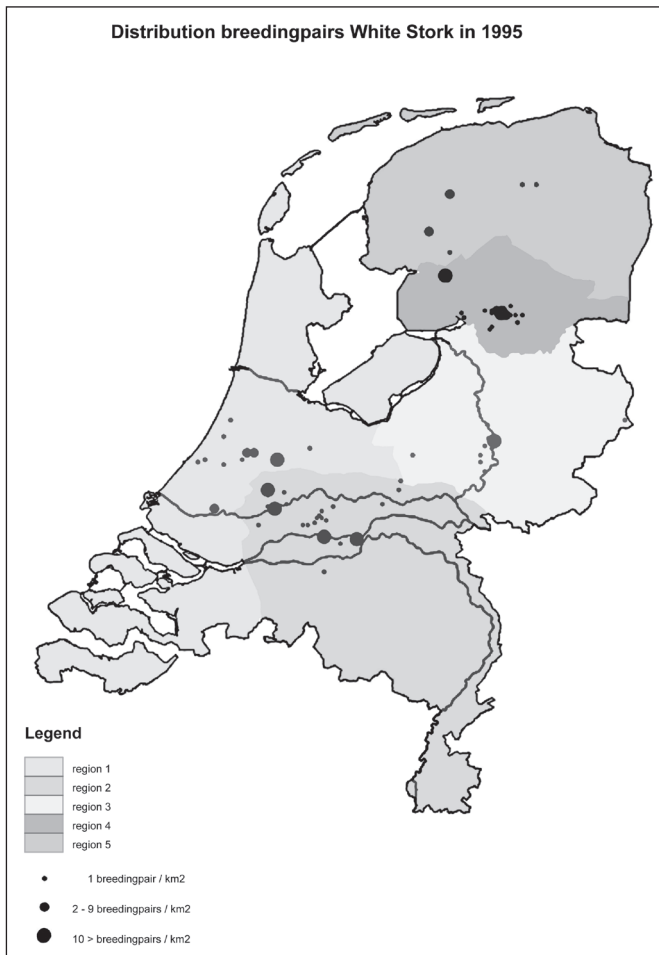 Distribution breedingpairs White Stork in 1995
Legend
region 1
region 2
region 3
region 4
region 5
1 breedingpair / km2
2 - 9 breedingpairs / km2
10 > breedingpairs / km2